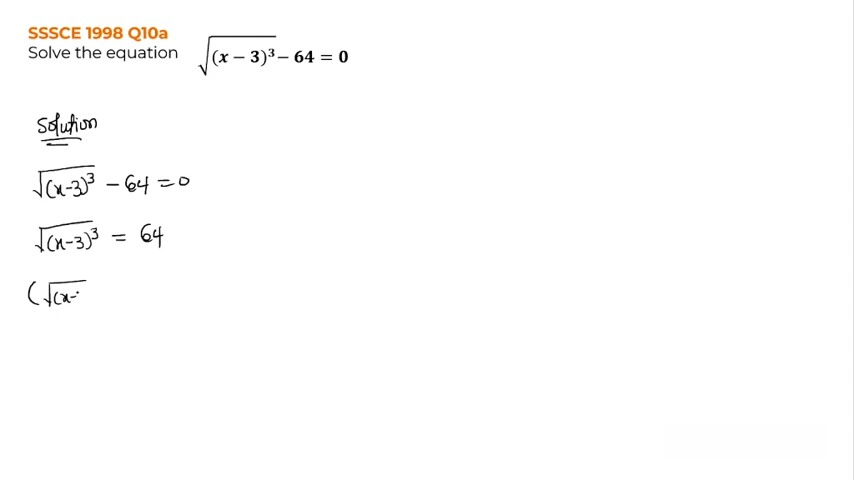 SSSCE 1998 Q10a
Solve the equation √(x − 3)³ − 64 = 0
Solution
√(x-3)³ - 64 = 0
√(x-3)³ = 64
(√(x-